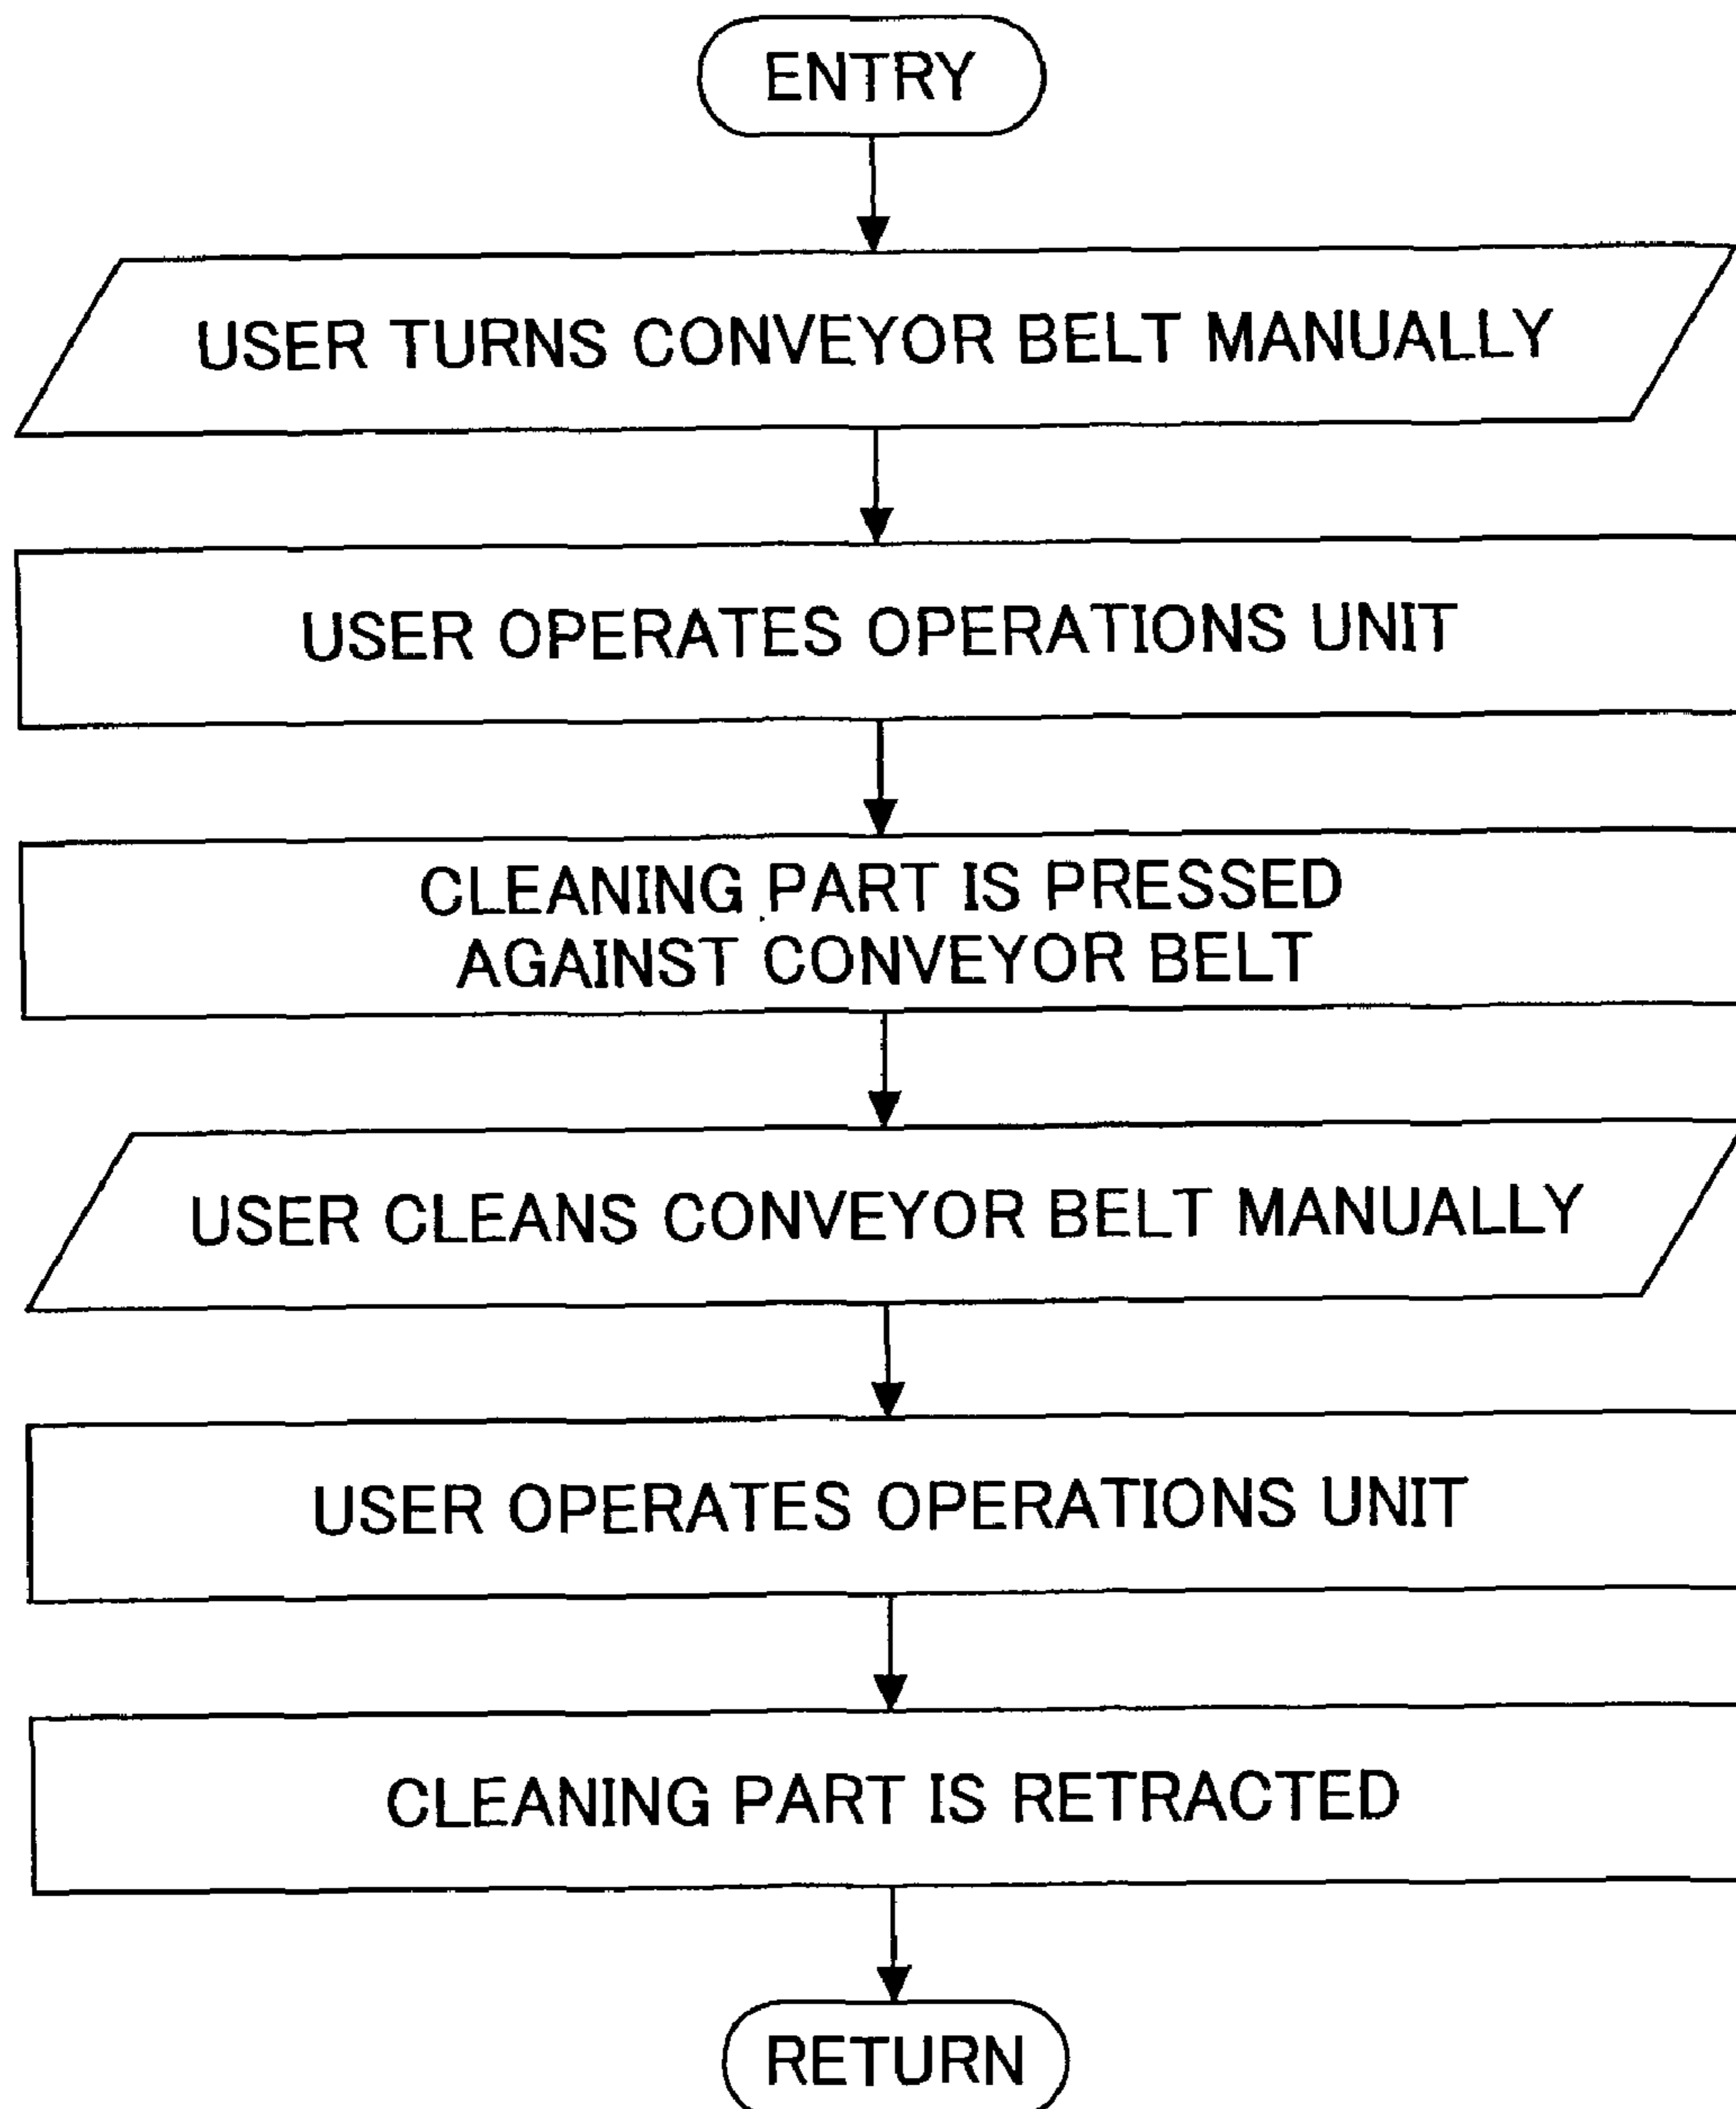 ENTRY
USER TURNS CONVEYOR BELT MANUALLY
USER OPERATES OPERATIONS UNIT
CLEANING PART IS PRESSED
AGAINST CONVEYOR BELT
USER CLEANS CONVEYOR BELT MANUALLY
USER OPERATES OPERATIONS UNIT
CLEANING PART IS RETRACTED
RETURN